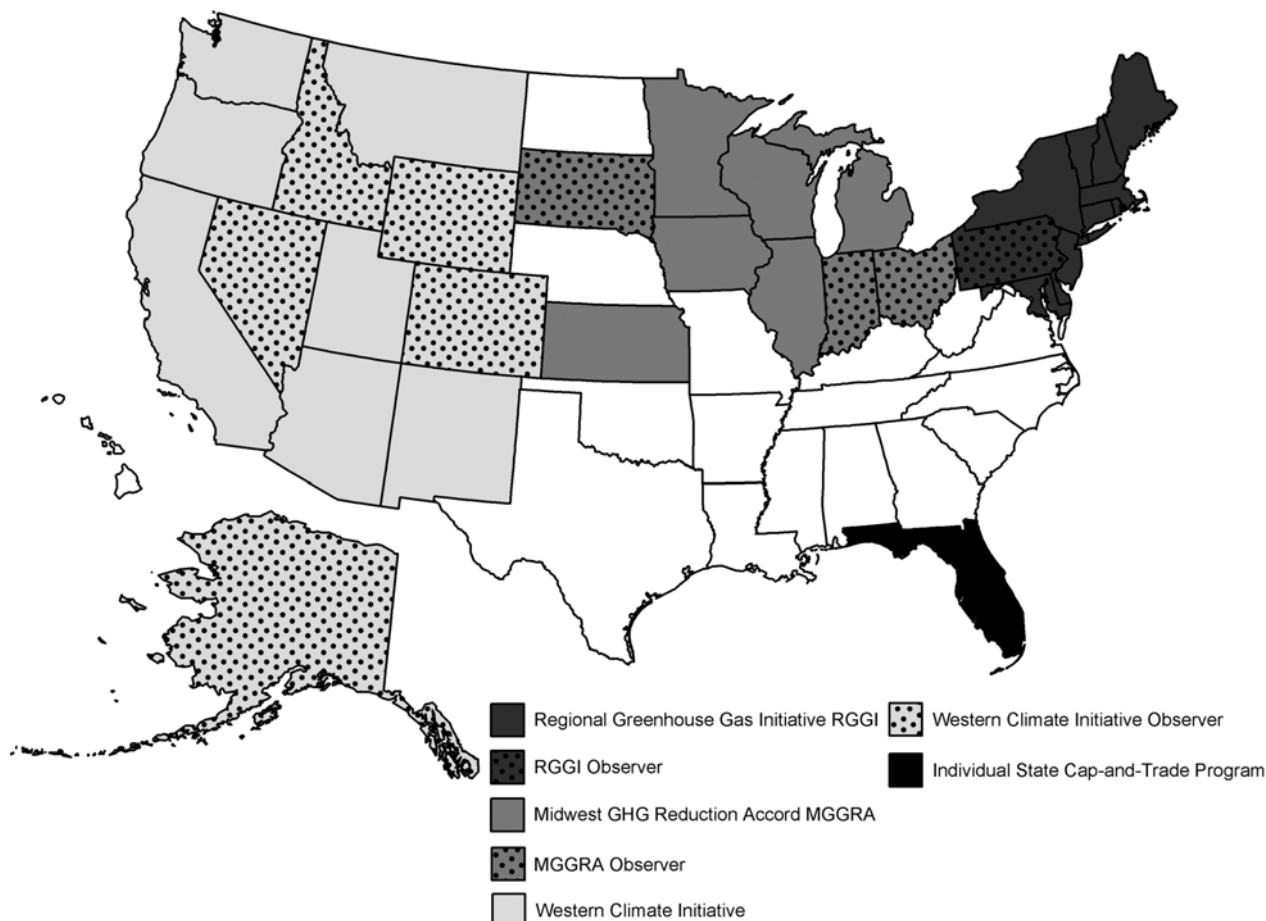 Regional Greenhouse Gas Initiative RGGI
RGGI Observer
Midwest GHG Reduction Accord MGGRA
MGGRA Observer
Western Climate Initiative
Western Climate Initiative Observer
Individual State Cap-and-Trade Program